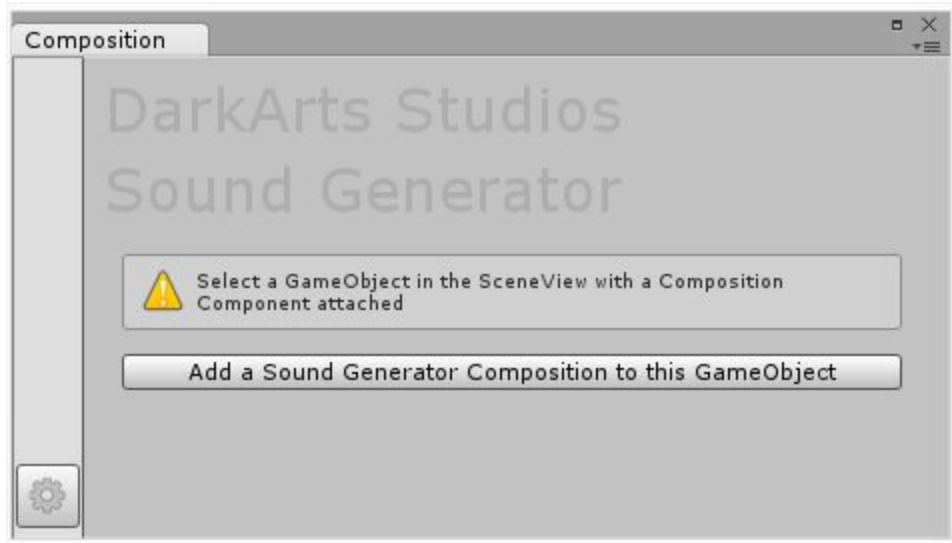 Composition
DarkArts Studios
Sound Generator
Select a GameObject in the SceneView with a Composition
Component attached
Add a Sound Generator Composition to this GameObject